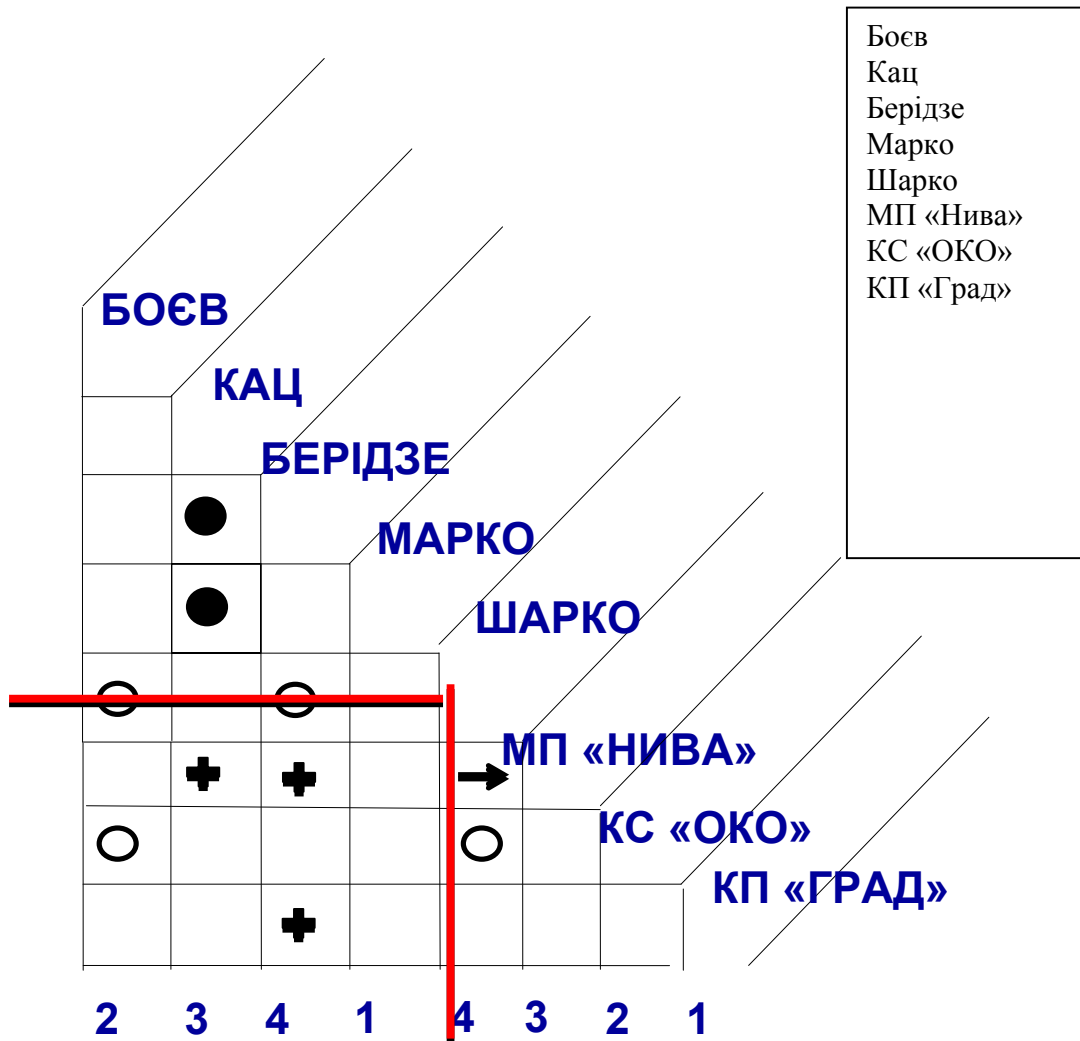 Боєв
Кац
Берідзе
Марко
Шарко
МП «Нива»
КС «ОКО»
КП «Град»
БОЄВ
КАЦ
БЕРІДЗЕ
МАРКО
ШАРКО
МП «НИВА»
КС «ОКО»
КП «ГРАД»
2 3 4 1 4 3 2 1